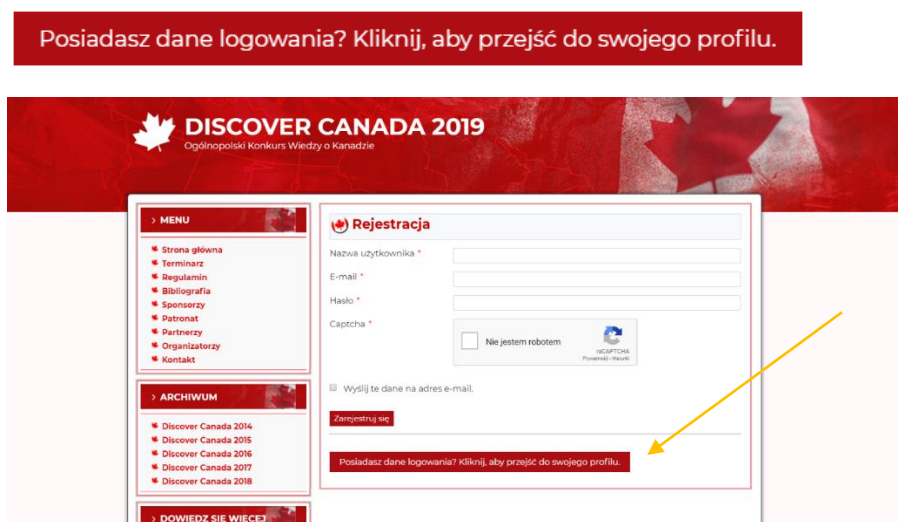 Posiadasz dane logowania? Kliknij, aby przejść do swojego profilu.
DISCOVER CANADA 2019
Ogólnopolski Konkurs Wiedzy o Kanadzie
> MENU
Strona główna
Terminarz
Regulamin
Bibliografia
Sponsorzy
Patronat
Partnerzy
Organizatorzy
Kontakt
> ARCHIWUM
Discover Canada 2014
Discover Canada 2015
Discover Canada 2016
Discover Canada 2017
Discover Canada 2018
> DOWIEDZ SIĘ WIĘCEJ
Rejestracja
Nazwa użytkownika *
E-mail *
Hasło *
Captcha *
Nie jestem robotem
reCAPTCHA
Prywatność - Warunki
Wyślij te dane na adres e-mail.
Zarejestruj się
Posiadasz dane logowania? Kliknij, aby przejść do swojego profilu.